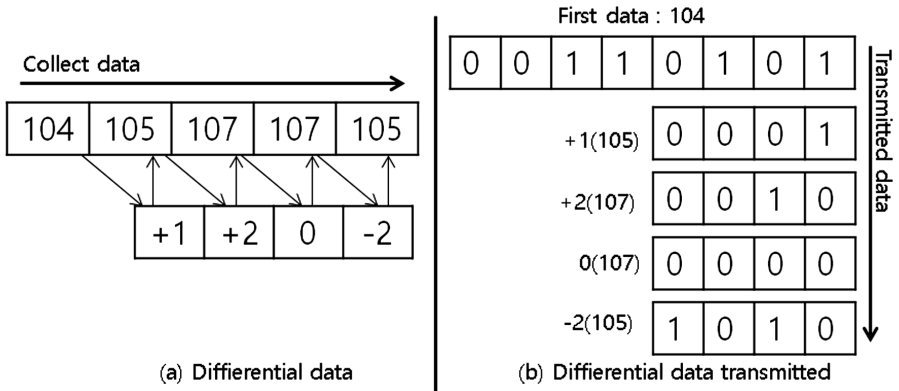 Collect data
104 105 107 107 105
+1 +2 0 -2
(a) Diffierential data
First data : 104
0 0 1 1 0 1 0 1
+1(105) 0 0 0 1
+2(107) 0 0 1 0
0(107) 0 0 0 0
-2(105) 1 0 1 0
Transmitted data
(b) Diffierential data transmitted